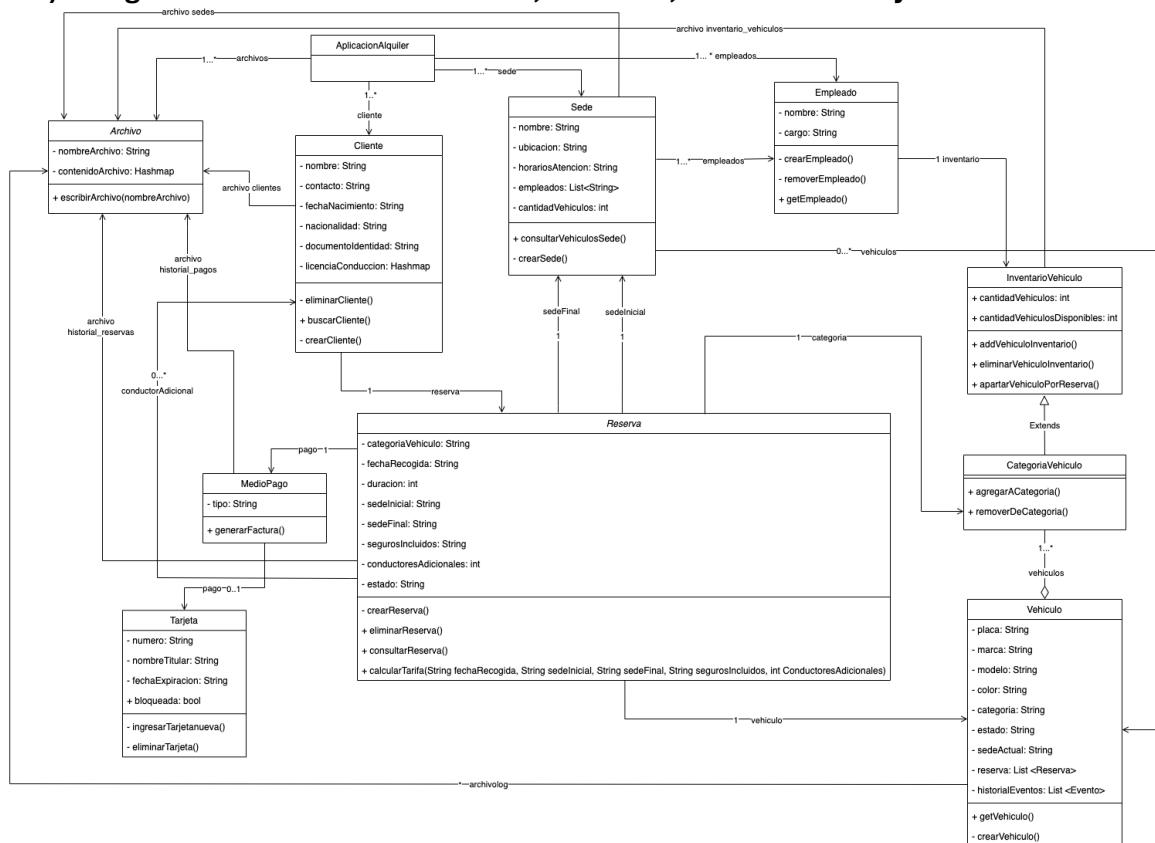 archivo sedes
archivo inventario_vehiculos
AplicacionAlquiler
1...* archivos
1...* sede
1... * empleados
1..*
cliente
Archivo
- nombreArchivo: String
- contenidoArchivo: Hashmap
+ escribirArchivo(nombreArchivo)
archivo clientes
Cliente
- nombre: String
- contacto: String
- fechaNacimiento: String
- nacionalidad: String
- documentoIdentidad: String
- licenciaConduccion: Hashmap
- eliminarCliente()
+ buscarCliente()
- crearCliente()
Sede
- nombre: String
- ubicacion: String
- horariosAtencion: String
- empleados: List<String>
- cantidadVehiculos: int
+ consultarVehiculosSede()
- crearSede()
1...* empleados
Empleado
- nombre: String
- cargo: String
- crearEmpleado()
- removerEmpleado()
+ getEmpleado()
1 inventario
0...* vehiculos
InventarioVehiculo
+ cantidadVehiculos: int
+ cantidadVehiculosDisponibles: int
+ addVehiculoInventario()
+ eliminarVehiculoInventario()
+ apartarVehiculoPorReserva()
archivo
historial_pagos
archivo
historial_reservas
0...*
conductorAdicional
sedeFinal
1
sedeInicial
1
1 categoria
1 reserva
Extends
Reserva
- categoriaVehiculo: String
- fechaRecogida: String
- duracion: int
- sedeInicial: String
- sedeFinal: String
- segurosIncluidos: String
- conductoresAdicionales: int
- estado: String
- crearReserva()
+ eliminarReserva()
+ consultarReserva()
+ calcularTarifa(String fechaRecogida, String sedeInicial, String sedeFinal, String segurosIncluidos, int ConductoresAdicionales)
pago 1
MedioPago
- tipo: String
+ generarFactura()
CategoriaVehiculo
+ agregarACategoria()
+ removerDeCategoria()
1...*
vehiculos
pago 0..1
Tarjeta
- numero: String
- nombreTitular: String
- fechaExpiracion: String
+ bloqueada: bool
- ingresarTarjetanueva()
- eliminarTarjeta()
1 vehiculo
* archivolog
Vehiculo
- placa: String
- marca: String
- modelo: String
- color: String
- categoria: String
- estado: String
- sedeActual: String
- reserva: List <Reserva>
- historialEventos: List <Evento>
+ getVehiculo()
- crearVehiculo()